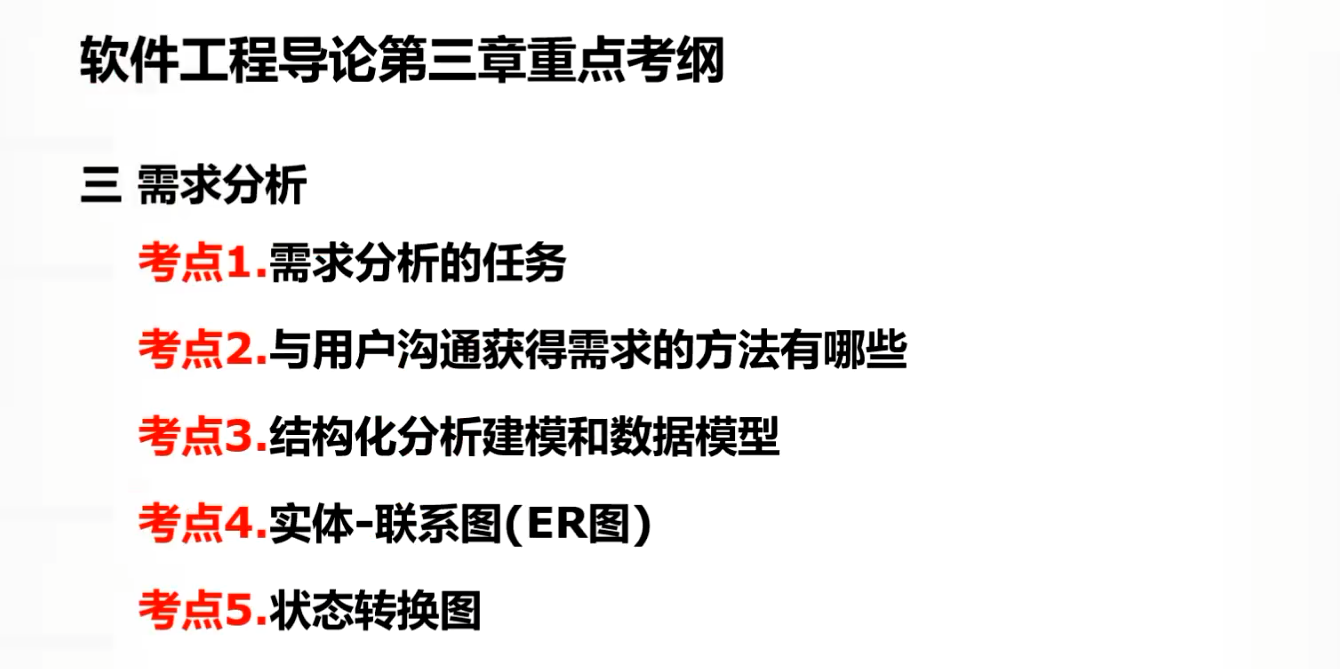 软件工程导论第三章重点考纲
三 需求分析
考点1.需求分析的任务
考点2.与用户沟通获得需求的方法有哪些
考点3.结构化分析建模和数据模型
考点4.实体-联系图(ER图)
考点5.状态转换图